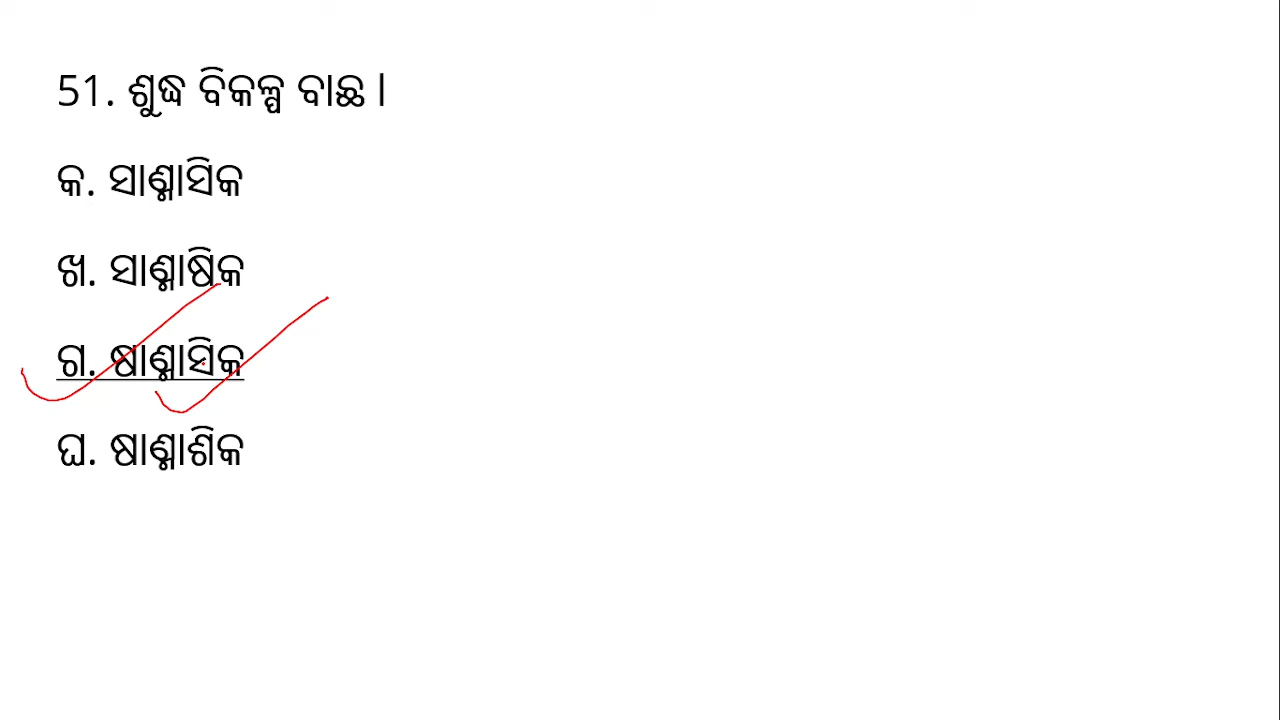 51. ଶୁଦ୍ଧ ବିକଳ୍ପ ବାଛ ।
କ. ସାଣ୍ମାସିକ
ଖ. ସାଣ୍ମାଷିକ
ଗ. ଷାଣ୍ମାସିକ
ଘ. ଷାଣ୍ମାଶିକ